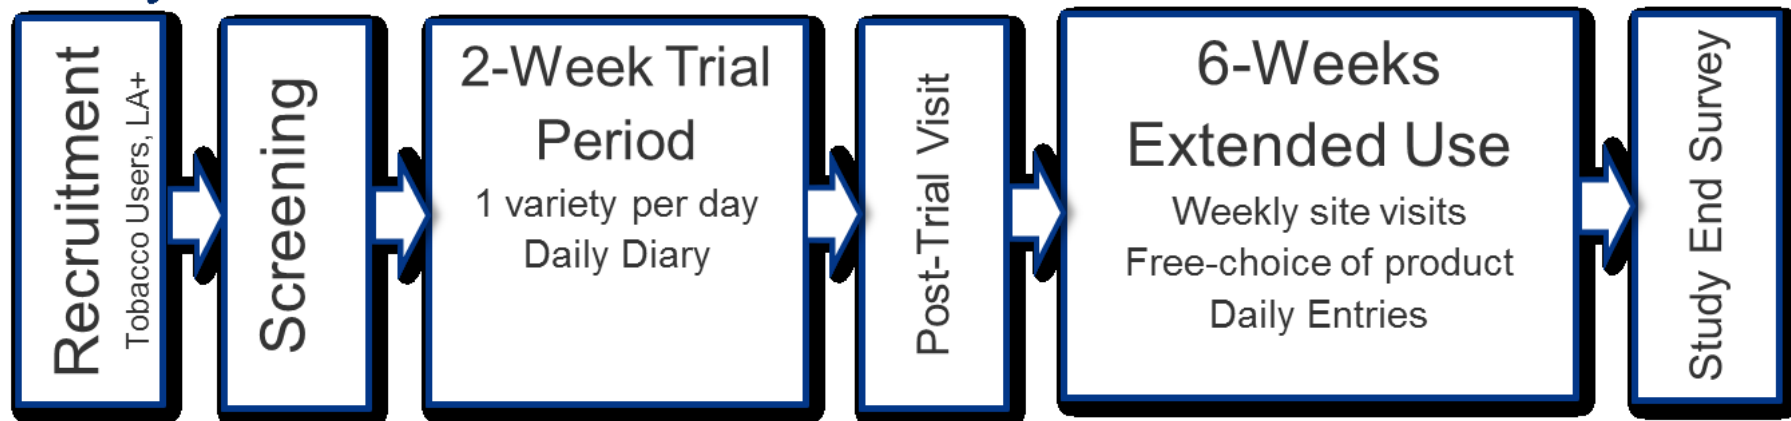 Recruitment
Tobacco Users, LA+
Screening
2-Week Trial
Period
1 variety per day
Daily Diary
Post-Trial Visit
6-Weeks
Extended Use
Weekly site visits
Free-choice of product
Daily Entries
Study End Survey